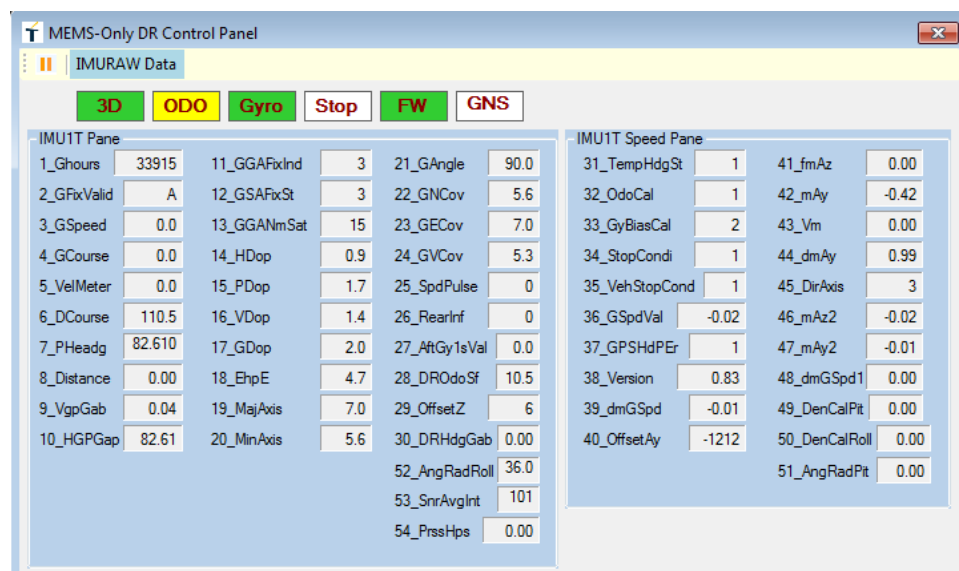 MEMS-Only DR Control Panel
IMURAW Data
3D ODO Gyro Stop FW GNS
IMU1T Pane
1_Ghours 33915 11_GGAFixInd 3 21_GAngle 90.0
2_GFixValid A 12_GSAFixSt 3 22_GNCov 5.6
3_GSpeed 0.0 13_GGANmSat 15 23_GECov 7.0
4_GCourse 0.0 14_HDop 0.9 24_GVCov 5.3
5_VelMeter 0.0 15_PDop 1.7 25_SpdPulse 0
6_DCourse 110.5 16_VDop 1.4 26_RearInf 0
7_PHeadg 82.610 17_GDop 2.0 27_AftGy1sVal 0.0
8_Distance 0.00 18_EhpE 4.7 28_DROdoSf 10.5
9_VgpGab 0.04 19_MajAxis 7.0 29_OffsetZ 6
10_HGPGap 82.61 20_MinAxis 5.6 30_DRHdgGab 0.00
52_AngRadRoll 36.0
53_SnrAvgInt 101
54_PrssHps 0.00
IMU1T Speed Pane
31_TempHdgSt 1 41_fmAz 0.00
32_OdoCal 1 42_mAy -0.42
33_GyBiasCal 2 43_Vm 0.00
34_StopCondi 1 44_dmAy 0.99
35_VehStopCond 1 45_DirAxis 3
36_GSpdVal -0.02 46_mAz2 -0.02
37_GPSHdPEr 1 47_mAy2 -0.01
38_Version 0.83 48_dmGSpd1 0.00
39_dmGSpd -0.01 49_DenCalPit 0.00
40_OffsetAy -1212 50_DenCalRoll 0.00
51_AngRadPit 0.00